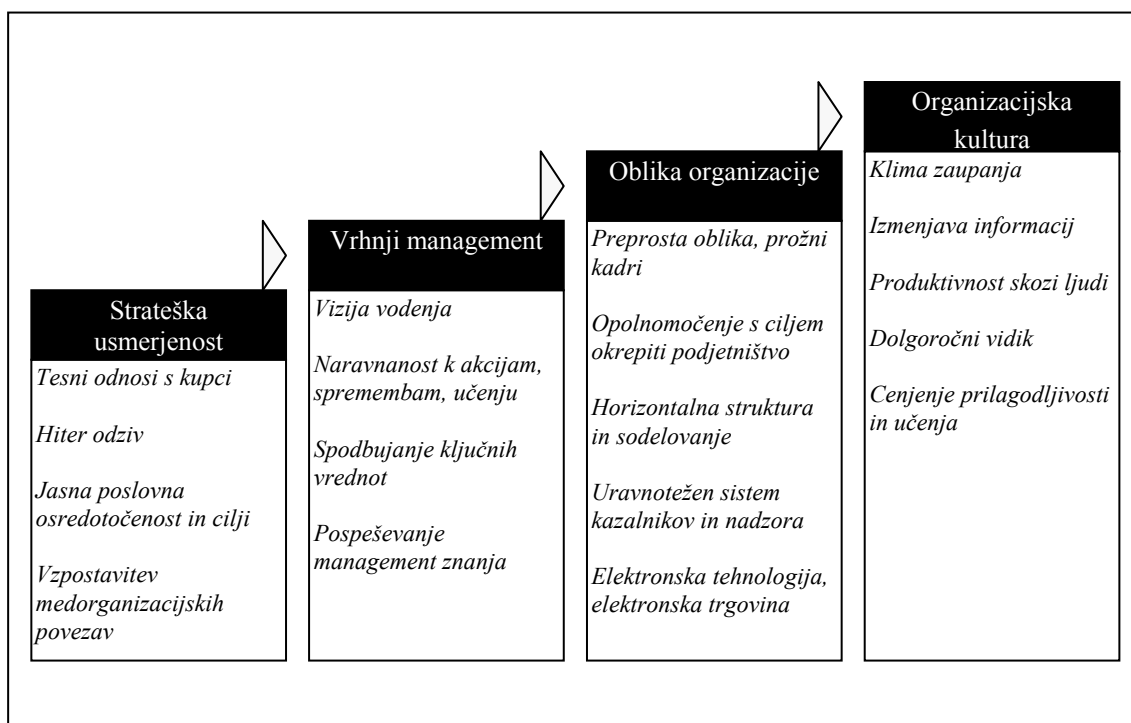 Strateška
usmerjenost
Tesni odnosi s kupci
Hiter odziv
Jasna poslovna
osredotočenost in cilji
Vzpostavitev
medorganizacijskih
povezav
Vrhnji management
Vizija vodenja
Naravnanost k akcijam,
spremembam, učenju
Spodbujanje ključnih
vrednot
Pospeševanje
management znanja
Oblika organizacije
Preprosta oblika, prožni
kadri
Opolnomočenje s ciljem
okrepiti podjetništvo
Horizontalna struktura
in sodelovanje
Uravnotežen sistem
kazalnikov in nadzora
Elektronska tehnologija,
elektronska trgovina
Organizacijska
kultura
Klima zaupanja
Izmenjava informacij
Produktivnost skozi ljudi
Dolgoročni vidik
Cenjenje prilagodljivosti
in učenja